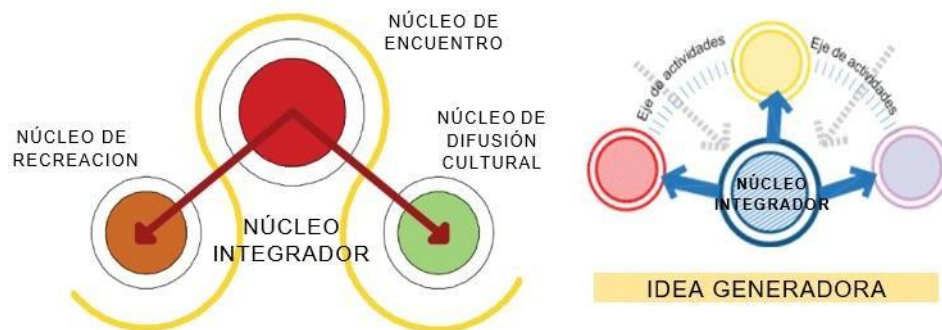 NÚCLEO DE
ENCUENTRO
NÚCLEO DE
RECREACION
NÚCLEO DE
DIFUSIÓN
CULTURAL
NÚCLEO
INTEGRADOR
Eje de actividades
Eje de actividades
NÚCLEO
INTEGRADOR
IDEA GENERADORA